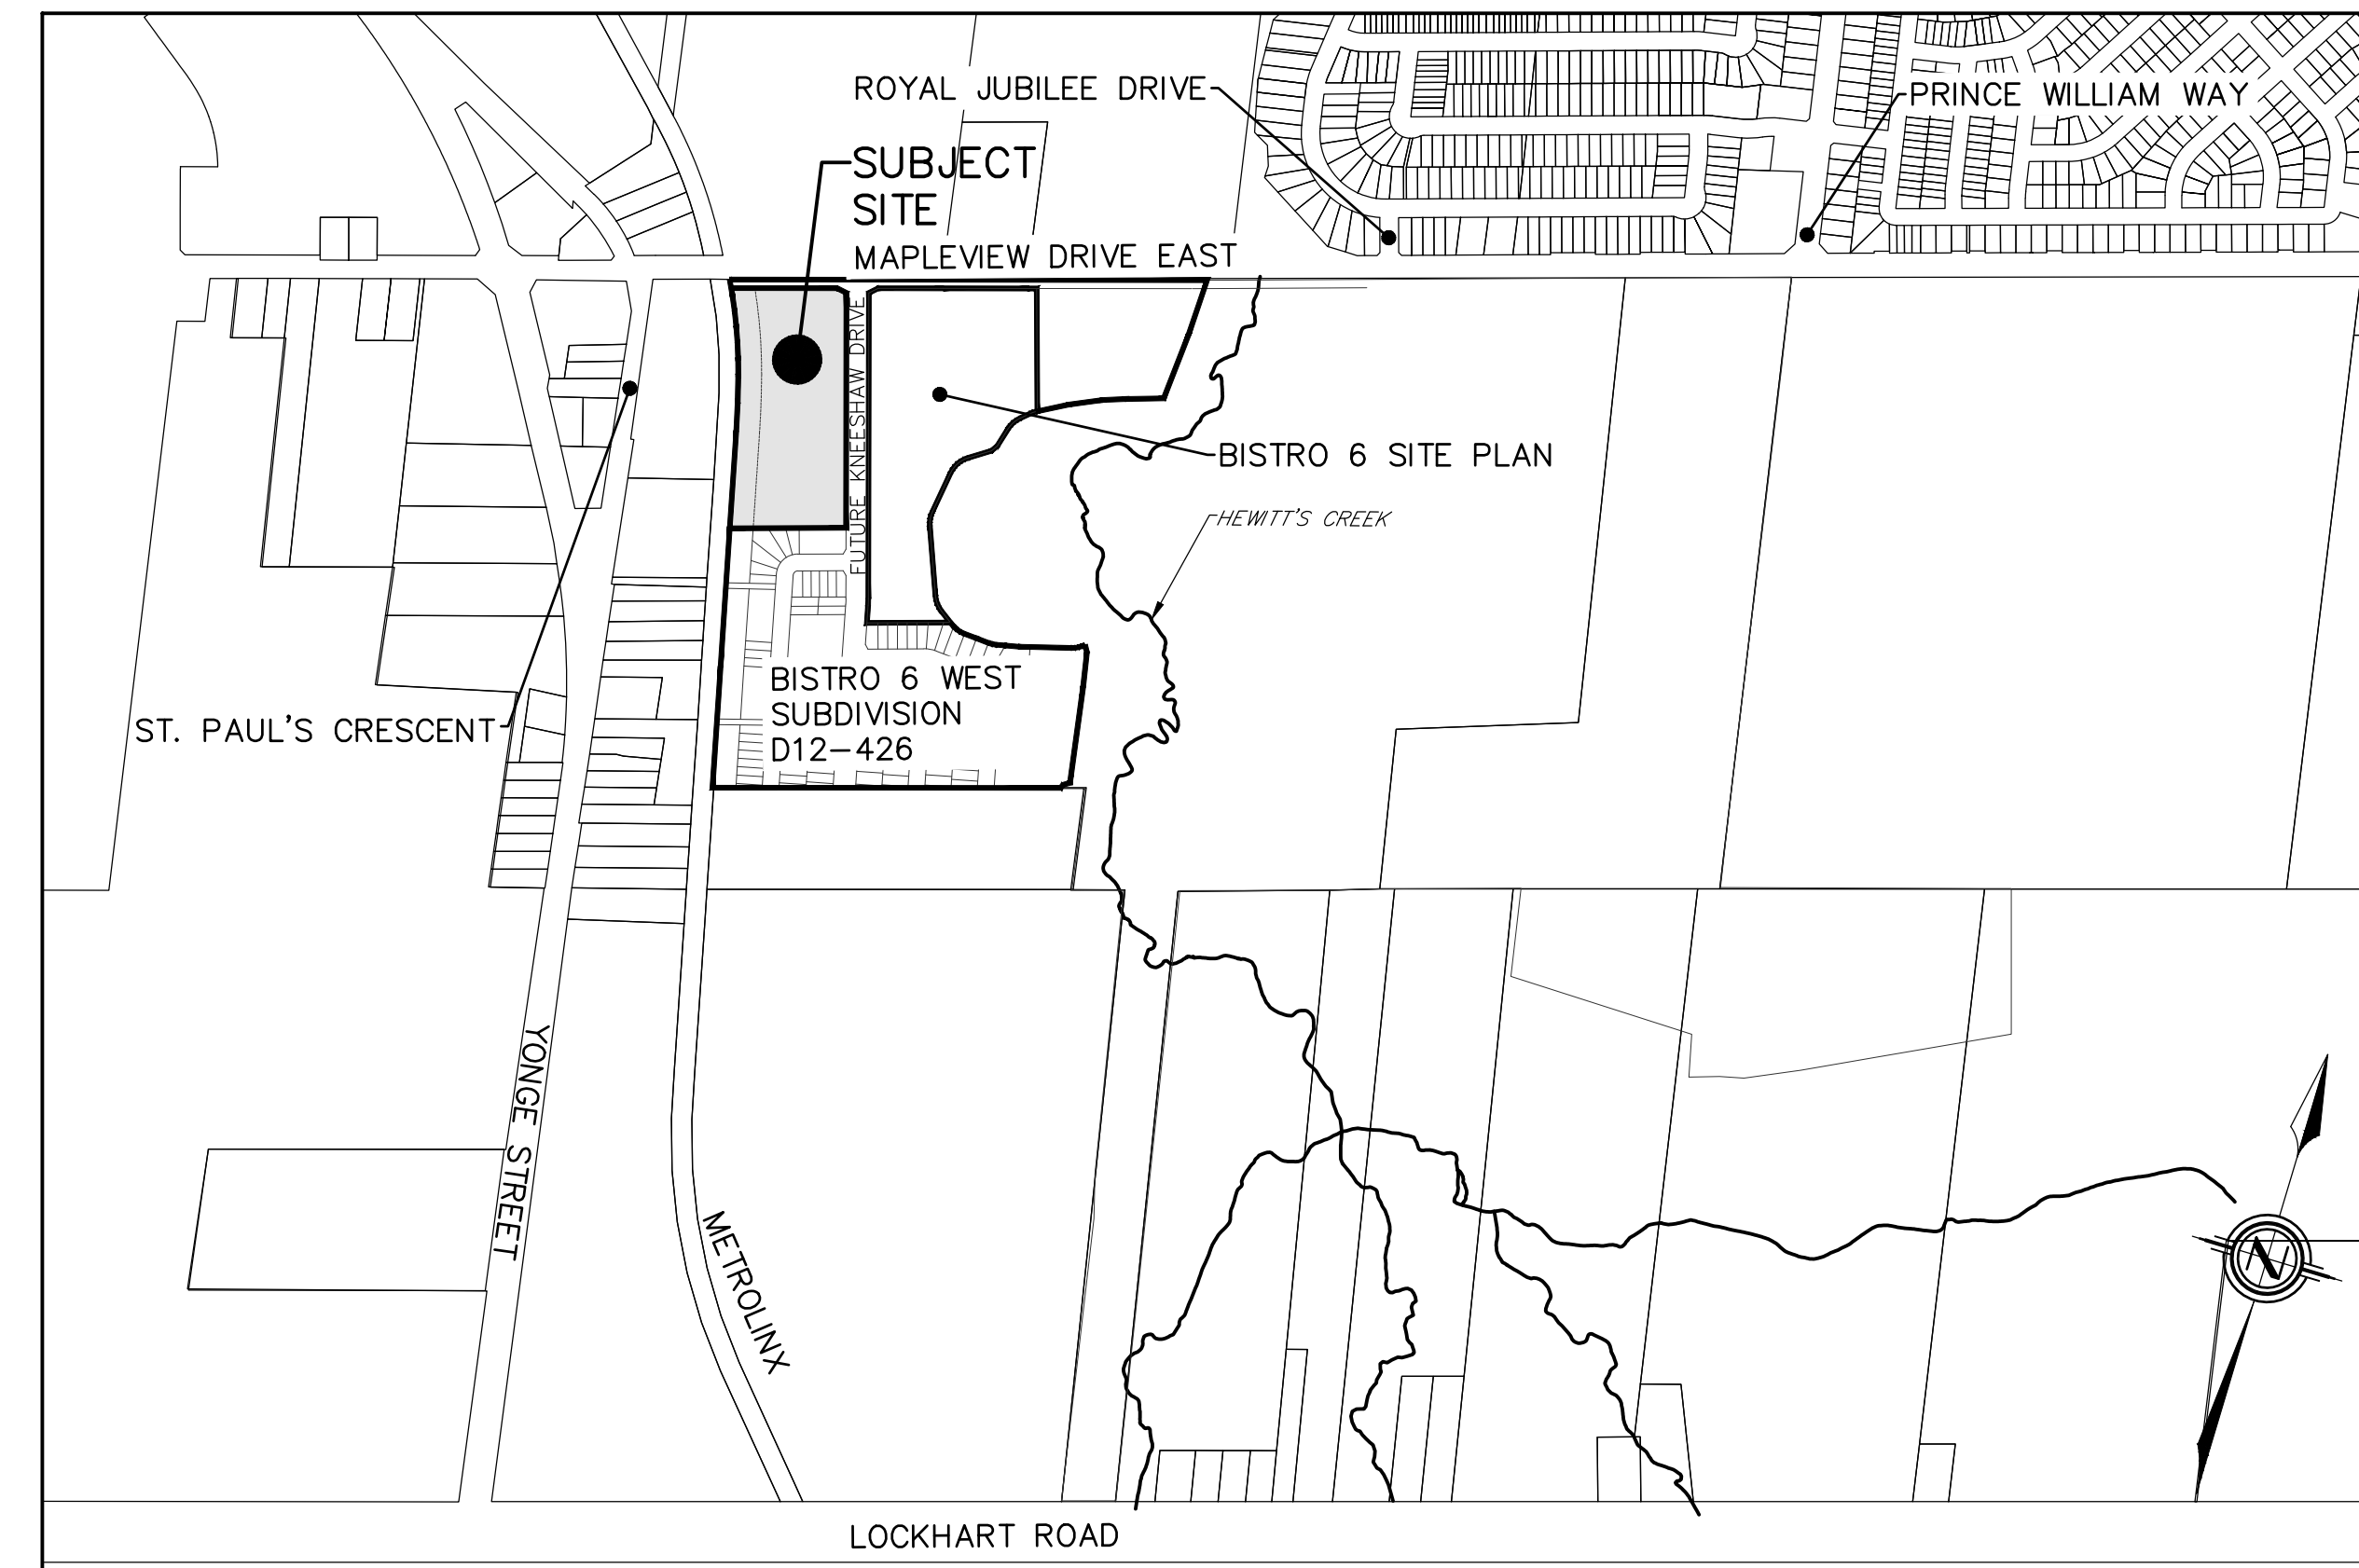 ROYAL JUBILEE DRIVE
PRINCE WILLIAM WAY
SUBJECT
SITE
MAPLEVIEW DRIVE EAST
FUTURE KNEESHAW DRIVE
BISTRO 6 SITE PLAN
HEWITT'S CREEK
BISTRO 6 WEST
SUBDIVISION
D12-426
ST. PAUL'S CRESCENT
YONGE STREET
METROLINX
N
LOCKHART ROAD